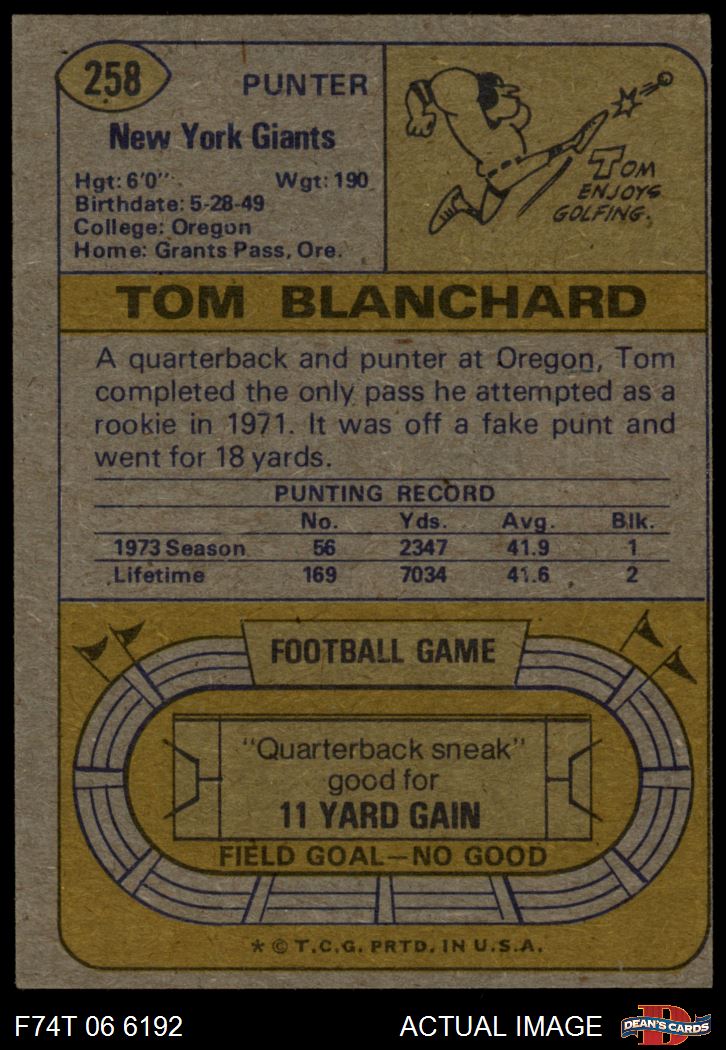 258
PUNTER
New York Giants
Hgt: 6'0" Wgt: 190
Birthdate: 5-28-49
College: Oregon
Home: Grants Pass, Ore.
TOM
ENJOYS
GOLFING.
TOM BLANCHARD
A quarterback and punter at Oregon, Tom
completed the only pass he attempted as a
rookie in 1971. It was off a fake punt and
went for 18 yards.
PUNTING RECORD
No. Yds. Avg. Blk.
1973 Season 56 2347 41.9 1
Lifetime 169 7034 41.6 2
FOOTBALL GAME
"Quarterback sneak"
good for
11 YARD GAIN
FIELD GOAL—NO GOOD
* © T.C.G. PRTD. IN U.S.A.
F74T 06 6192 ACTUAL IMAGE
D
DEAN'S CARDS